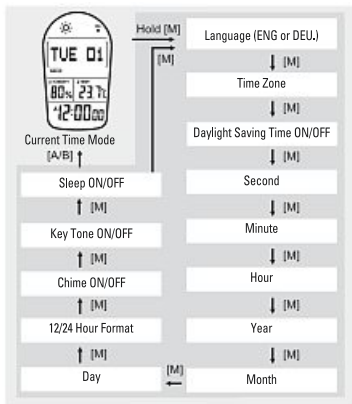 TUE 01
80% 23.7°C
12:00 00
Current Time Mode
[A/B]
Hold [M]
[M]
Language (ENG or DEU.)
[M]
Time Zone
[M]
Daylight Saving Time ON/OFF
[M]
Second
[M]
Minute
[M]
Hour
[M]
Year
[M]
Month
[M]
Day
[M]
12/24 Hour Format
[M]
Chime ON/OFF
[M]
Key Tone ON/OFF
[M]
Sleep ON/OFF